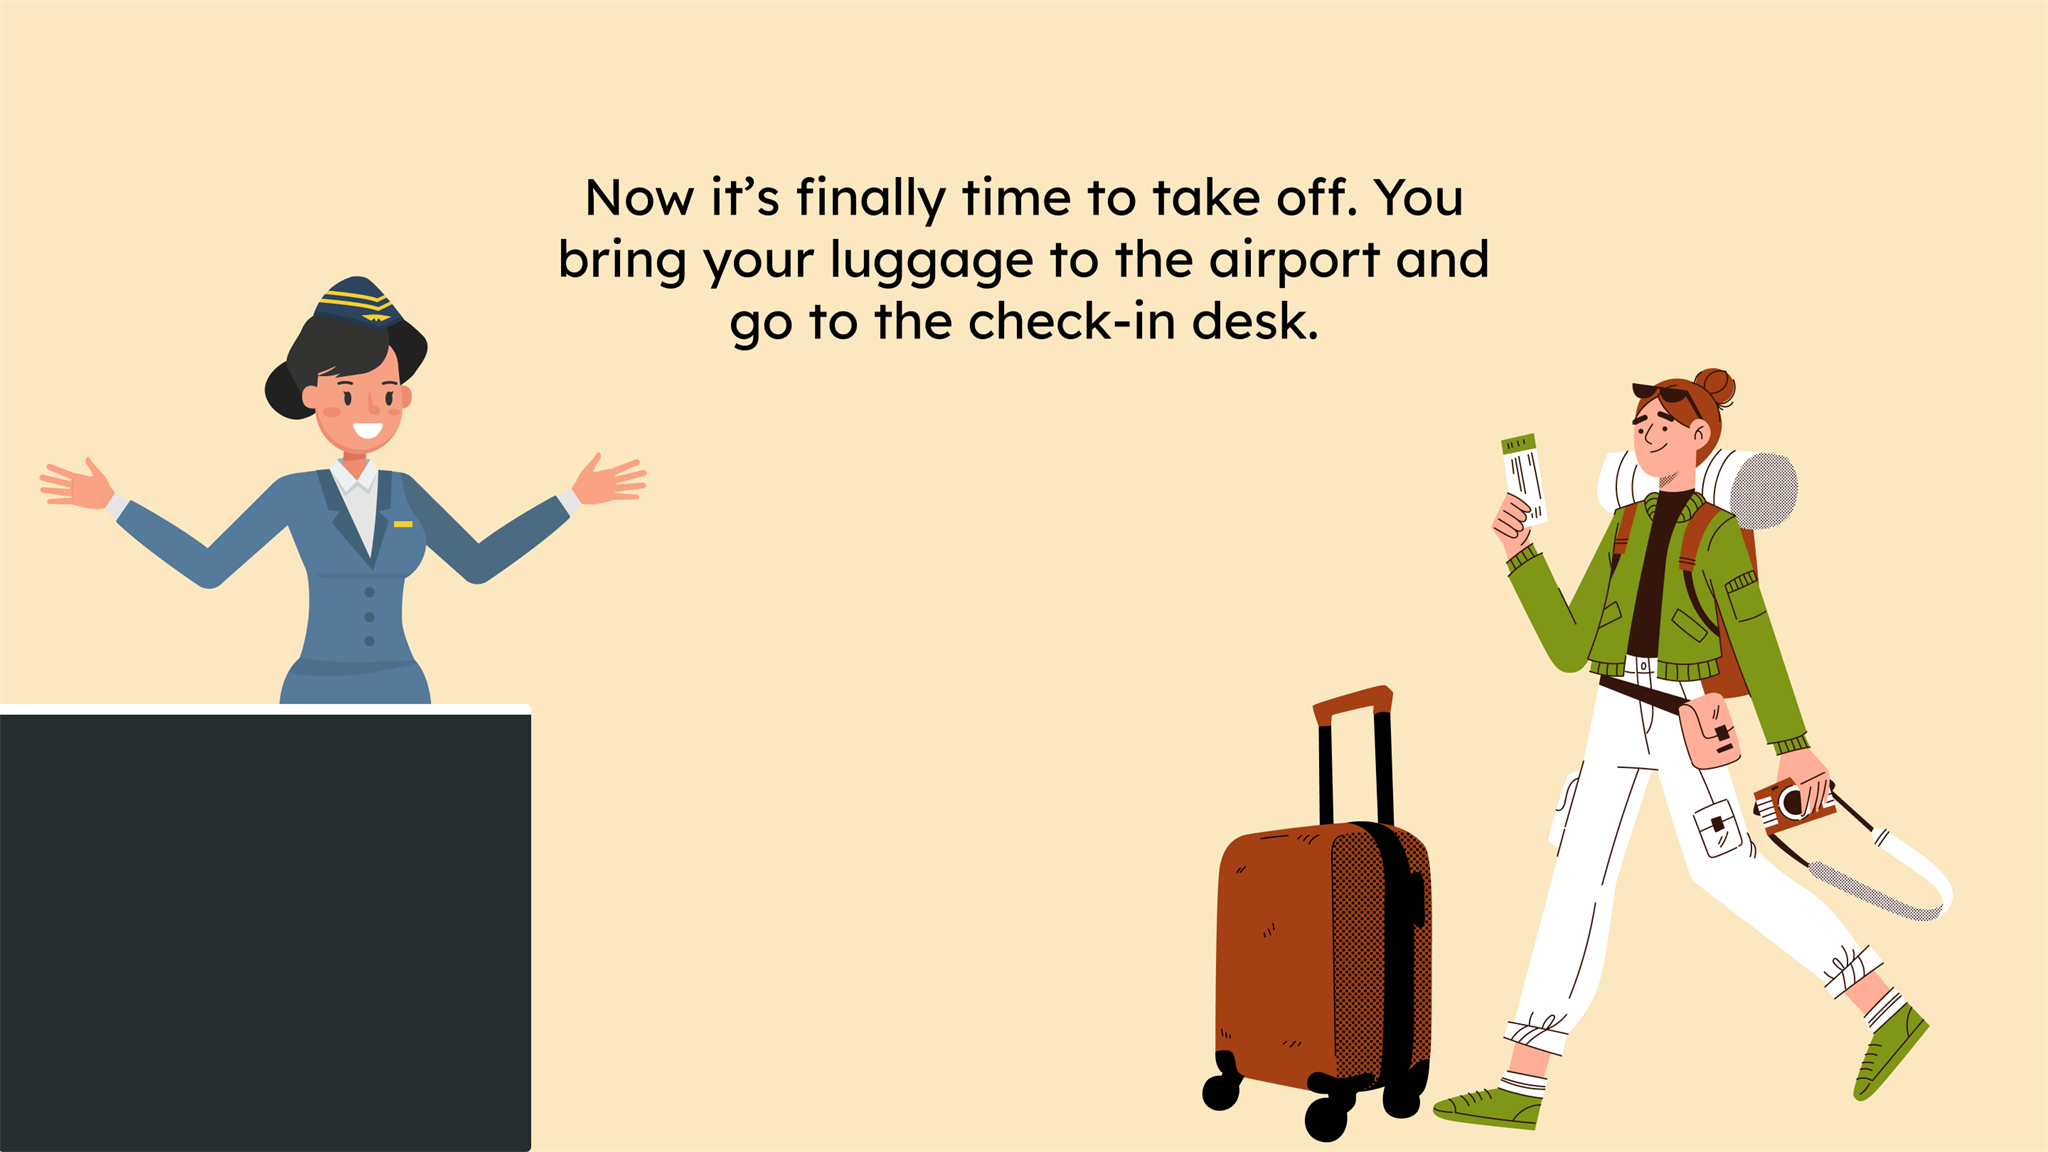 Now it’s finally time to take off. You
bring your luggage to the airport and
go to the check-in desk.